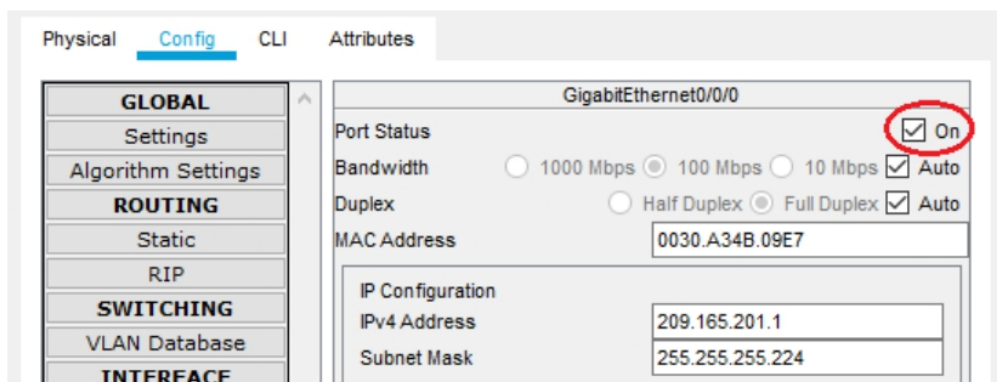 Physical Config CLI Attributes
GLOBAL
Settings
Algorithm Settings
ROUTING
Static
RIP
SWITCHING
VLAN Database
INTERFACE
GigabitEthernet0/0/0
Port Status On
Bandwidth 1000 Mbps 100 Mbps 10 Mbps Auto
Duplex Half Duplex Full Duplex Auto
MAC Address 0030.A34B.09E7
IP Configuration
IPv4 Address 209.165.201.1
Subnet Mask 255.255.255.224